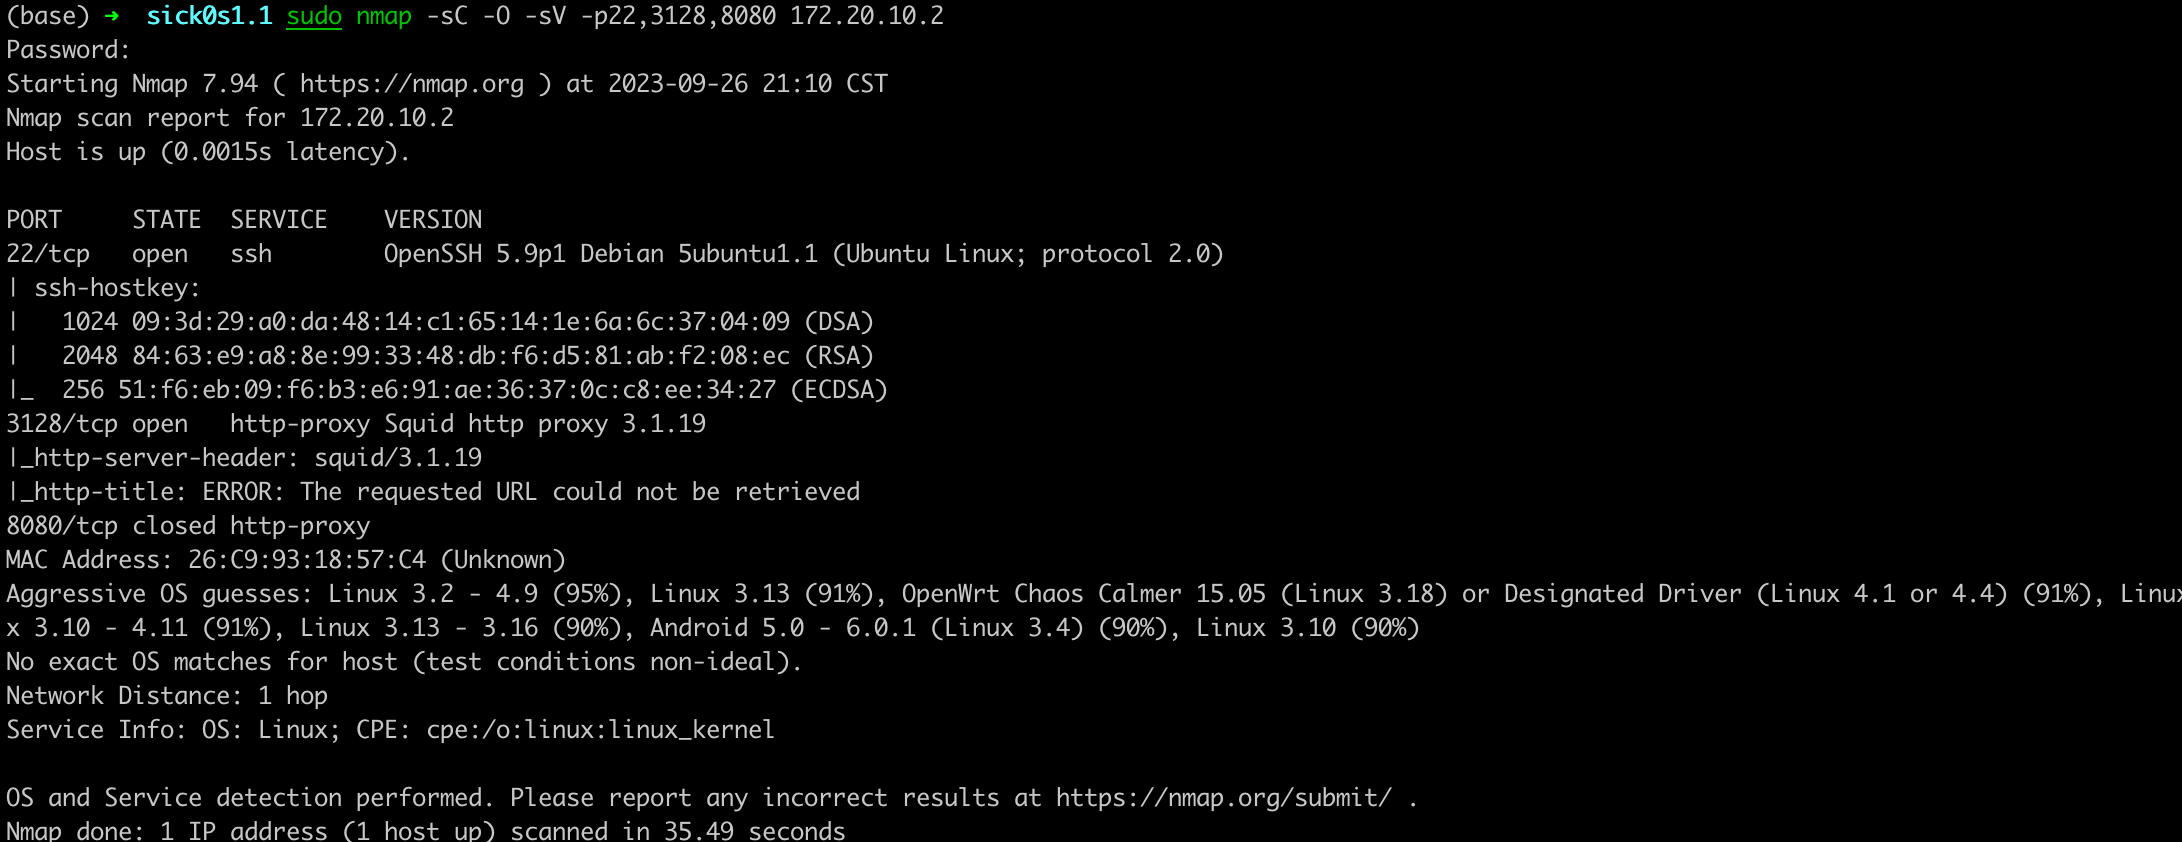 (base) ➜  sick0s1.1 sudo nmap -sC -O -sV -p22,3128,8080 172.20.10.2
Password:
Starting Nmap 7.94 ( https://nmap.org ) at 2023-09-26 21:10 CST
Nmap scan report for 172.20.10.2
Host is up (0.0015s latency).

PORT     STATE  SERVICE    VERSION
22/tcp   open   ssh        OpenSSH 5.9p1 Debian 5ubuntu1.1 (Ubuntu Linux; protocol 2.0)
| ssh-hostkey:
|   1024 09:3d:29:a0:da:48:14:c1:65:14:1e:6a:6c:37:04:09 (DSA)
|   2048 84:63:e9:a8:8e:99:33:48:db:f6:d5:81:ab:f2:08:ec (RSA)
|_  256 51:f6:eb:09:f6:b3:e6:91:ae:36:37:0c:c8:ee:34:27 (ECDSA)
3128/tcp open   http-proxy Squid http proxy 3.1.19
|_http-server-header: squid/3.1.19
|_http-title: ERROR: The requested URL could not be retrieved
8080/tcp closed http-proxy
MAC Address: 26:C9:93:18:57:C4 (Unknown)
Aggressive OS guesses: Linux 3.2 - 4.9 (95%), Linux 3.13 (91%), OpenWrt Chaos Calmer 15.05 (Linux 3.18) or Designated Driver (Linux 4.1 or 4.4) (91%), Linu
x 3.10 - 4.11 (91%), Linux 3.13 - 3.16 (90%), Android 5.0 - 6.0.1 (Linux 3.4) (90%), Linux 3.10 (90%)
No exact OS matches for host (test conditions non-ideal).
Network Distance: 1 hop
Service Info: OS: Linux; CPE: cpe:/o:linux:linux_kernel

OS and Service detection performed. Please report any incorrect results at https://nmap.org/submit/ .
Nmap done: 1 IP address (1 host up) scanned in 35.49 seconds